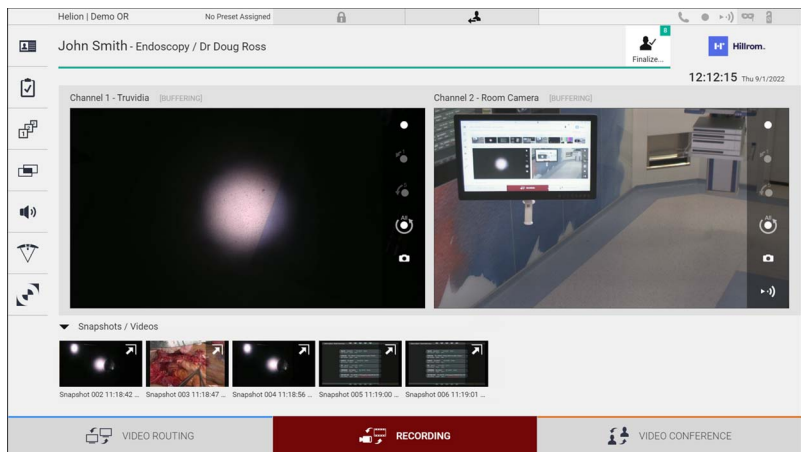 Helion | Demo OR
No Preset Assigned
John Smith - Endoscopy / Dr Doug Ross
8
Finalize...
Hillrom.
12:12:15 Thu 9/1/2022
Channel 1 - Truvidia [BUFFERING]
Channel 2 - Room Camera [BUFFERING]
All
All
Snapshots / Videos
Snapshot 002 11:18:42 ...
Snapshot 003 11:18:47 ...
Snapshot 004 11:18:56 ...
Snapshot 005 11:19:00 ...
Snapshot 006 11:19:01 ...
VIDEO ROUTING
RECORDING
VIDEO CONFERENCE